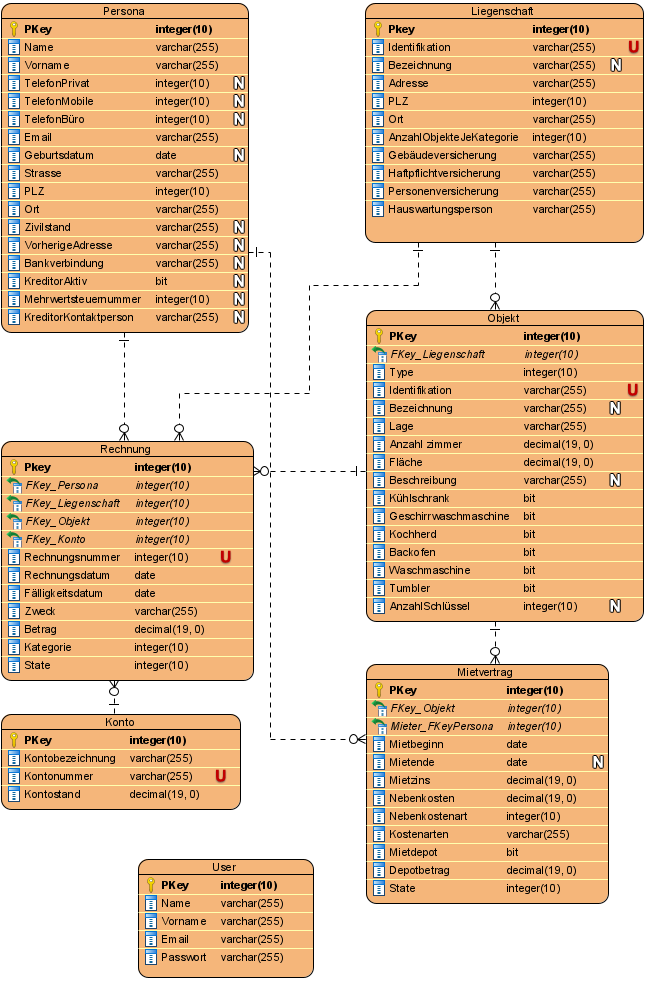 Persona
PKey integer(10)
Name varchar(255)
Vorname varchar(255)
TelefonPrivat integer(10) N
TelefonMobile integer(10) N
TelefonBüro integer(10) N
Email varchar(255)
Geburtsdatum date N
Strasse varchar(255)
PLZ integer(10)
Ort varchar(255)
Zivilstand varchar(255) N
VorherigeAdresse varchar(255) N
Bankverbindung varchar(255) N
KreditorAktiv bit N
Mehrwertsteuernummer integer(10) N
KreditorKontaktperson varchar(255) N
Liegenschaft
PKey integer(10)
Identifikation varchar(255) U
Bezeichnung varchar(255) N
Adresse varchar(255)
PLZ integer(10)
Ort varchar(255)
AnzahlObjekteJeKategorie integer(10)
Gebäudeversicherung varchar(255)
Haftpflichtversicherung varchar(255)
Personenversicherung varchar(255)
Hauswartungsperson varchar(255)
Objekt
PKey integer(10)
FKey_Liegenschaft integer(10)
Type integer(10)
Identifikation varchar(255) U
Bezeichnung varchar(255) N
Lage varchar(255)
Anzahl zimmer decimal(19, 0)
Fläche decimal(19, 0)
Beschreibung varchar(255) N
Kühlschrank bit
Geschirrwaschmaschine bit
Kochherd bit
Backofen bit
Waschmaschine bit
Tumbler bit
AnzahlSchlüssel integer(10) N
Rechnung
Pkey integer(10)
FKey_Persona integer(10)
FKey_Liegenschaft integer(10)
FKey_Objekt integer(10)
FKey_Konto integer(10)
Rechnungsnummer integer(10) U
Rechnungsdatum date
Fälligkeitsdatum date
Zweck varchar(255)
Betrag decimal(19, 0)
Kategorie integer(10)
State integer(10)
Konto
PKey integer(10)
Kontobezeichnung varchar(255)
Kontonummer varchar(255) U
Kontostand decimal(19, 0)
Mietvertrag
PKey integer(10)
FKey_Objekt integer(10)
Mieter_FKeyPersona integer(10)
Mietbeginn date
Mietende date N
Mietzins decimal(19, 0)
Nebenkosten decimal(19, 0)
Nebenkostenart integer(10)
Kostenarten varchar(255)
Mietdepot bit
Depotbetrag decimal(19, 0)
State integer(10)
User
PKey integer(10)
Name varchar(255)
Vorname varchar(255)
Email varchar(255)
Passwort varchar(255)